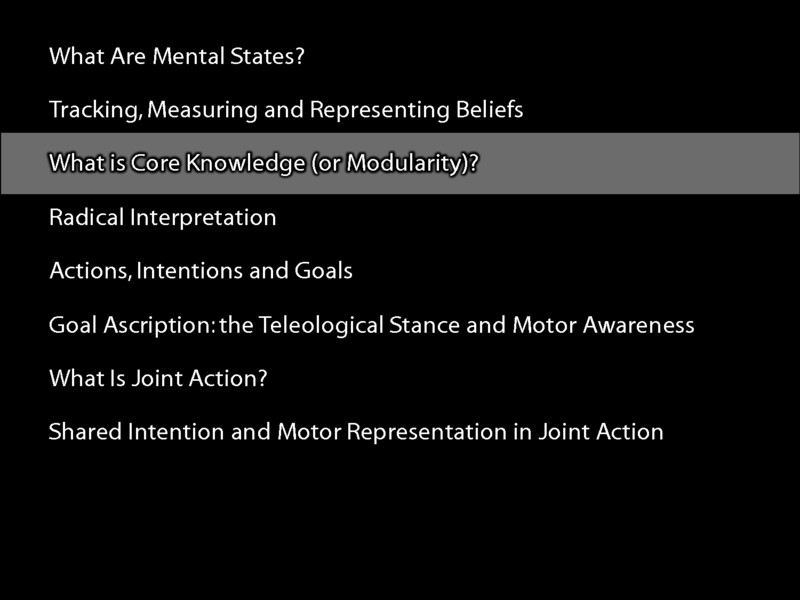 What Are Mental States?
Tracking, Measuring and Representing Beliefs
What is Core Knowledge (or Modularity)?
Radical Interpretation
Actions, Intentions and Goals
Goal Ascription: the Teleological Stance and Motor Awareness
What Is Joint Action?
Shared Intention and Motor Representation in Joint Action